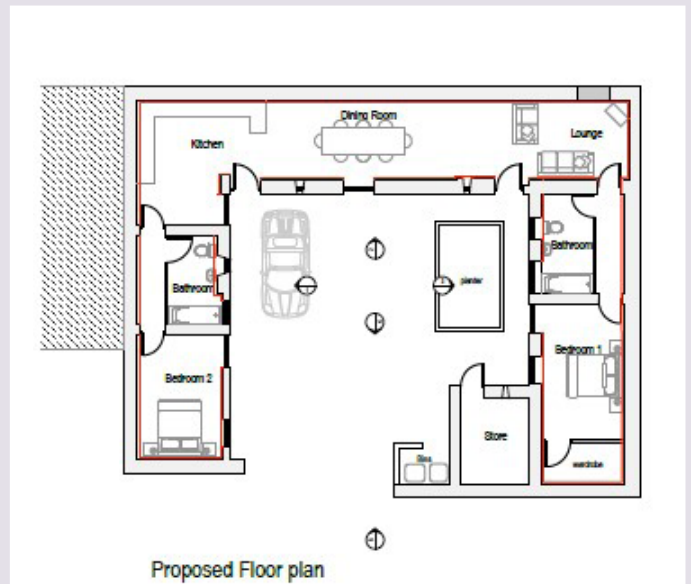 Dining Room
Kitchen
Lounge
Bathroom
Bathroom
planter
Bedroom 2
Bedroom 1
Store
Bins
wardrobe
Proposed Floor plan